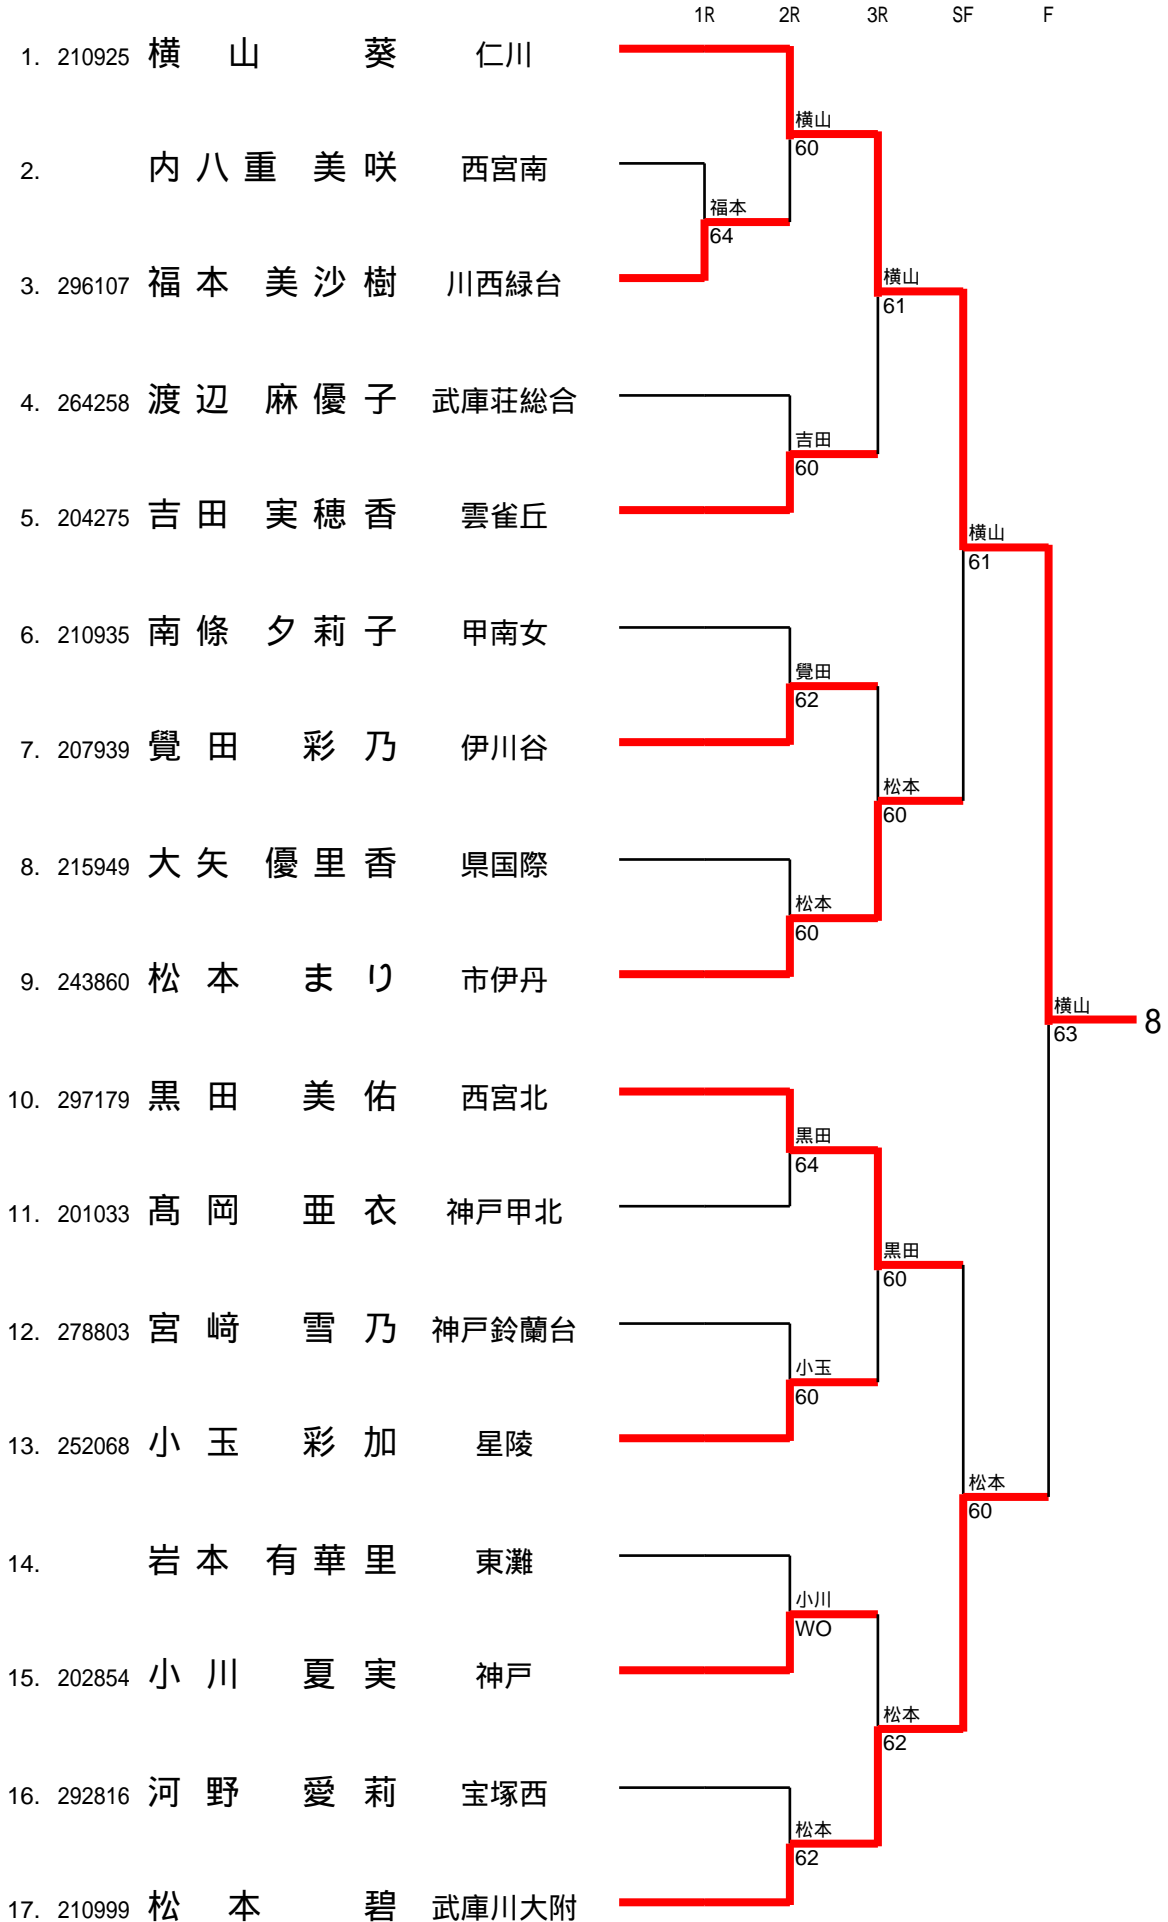 1R 2R 3R SF F
1. 210925 横山 葵 仁川
横山
60
2. 内八重 美咲 西宮南
福本
64
3. 296107 福本 美沙樹 川西緑台
横山
61
4. 264258 渡辺 麻優子 武庫荘総合
吉田
60
5. 204275 吉田 実穂香 雲雀丘
横山
61
6. 210935 南條 夕莉子 甲南女
覺田
62
7. 207939 覺田 彩乃 伊川谷
松本
60
8. 215949 大矢 優里香 県国際
松本
60
9. 243860 松本 まり 市伊丹
横山
63
8
10. 297179 黒田 美佑 西宮北
黒田
64
11. 201033 髙岡 亜衣 神戸甲北
黒田
60
12. 278803 宮﨑 雪乃 神戸鈴蘭台
小玉
60
13. 252068 小玉 彩加 星陵
松本
60
14. 岩本 有華里 東灘
小川
WO
15. 202854 小川 夏実 神戸
松本
62
16. 292816 河野 愛莉 宝塚西
松本
62
17. 210999 松本 碧 武庫川大附